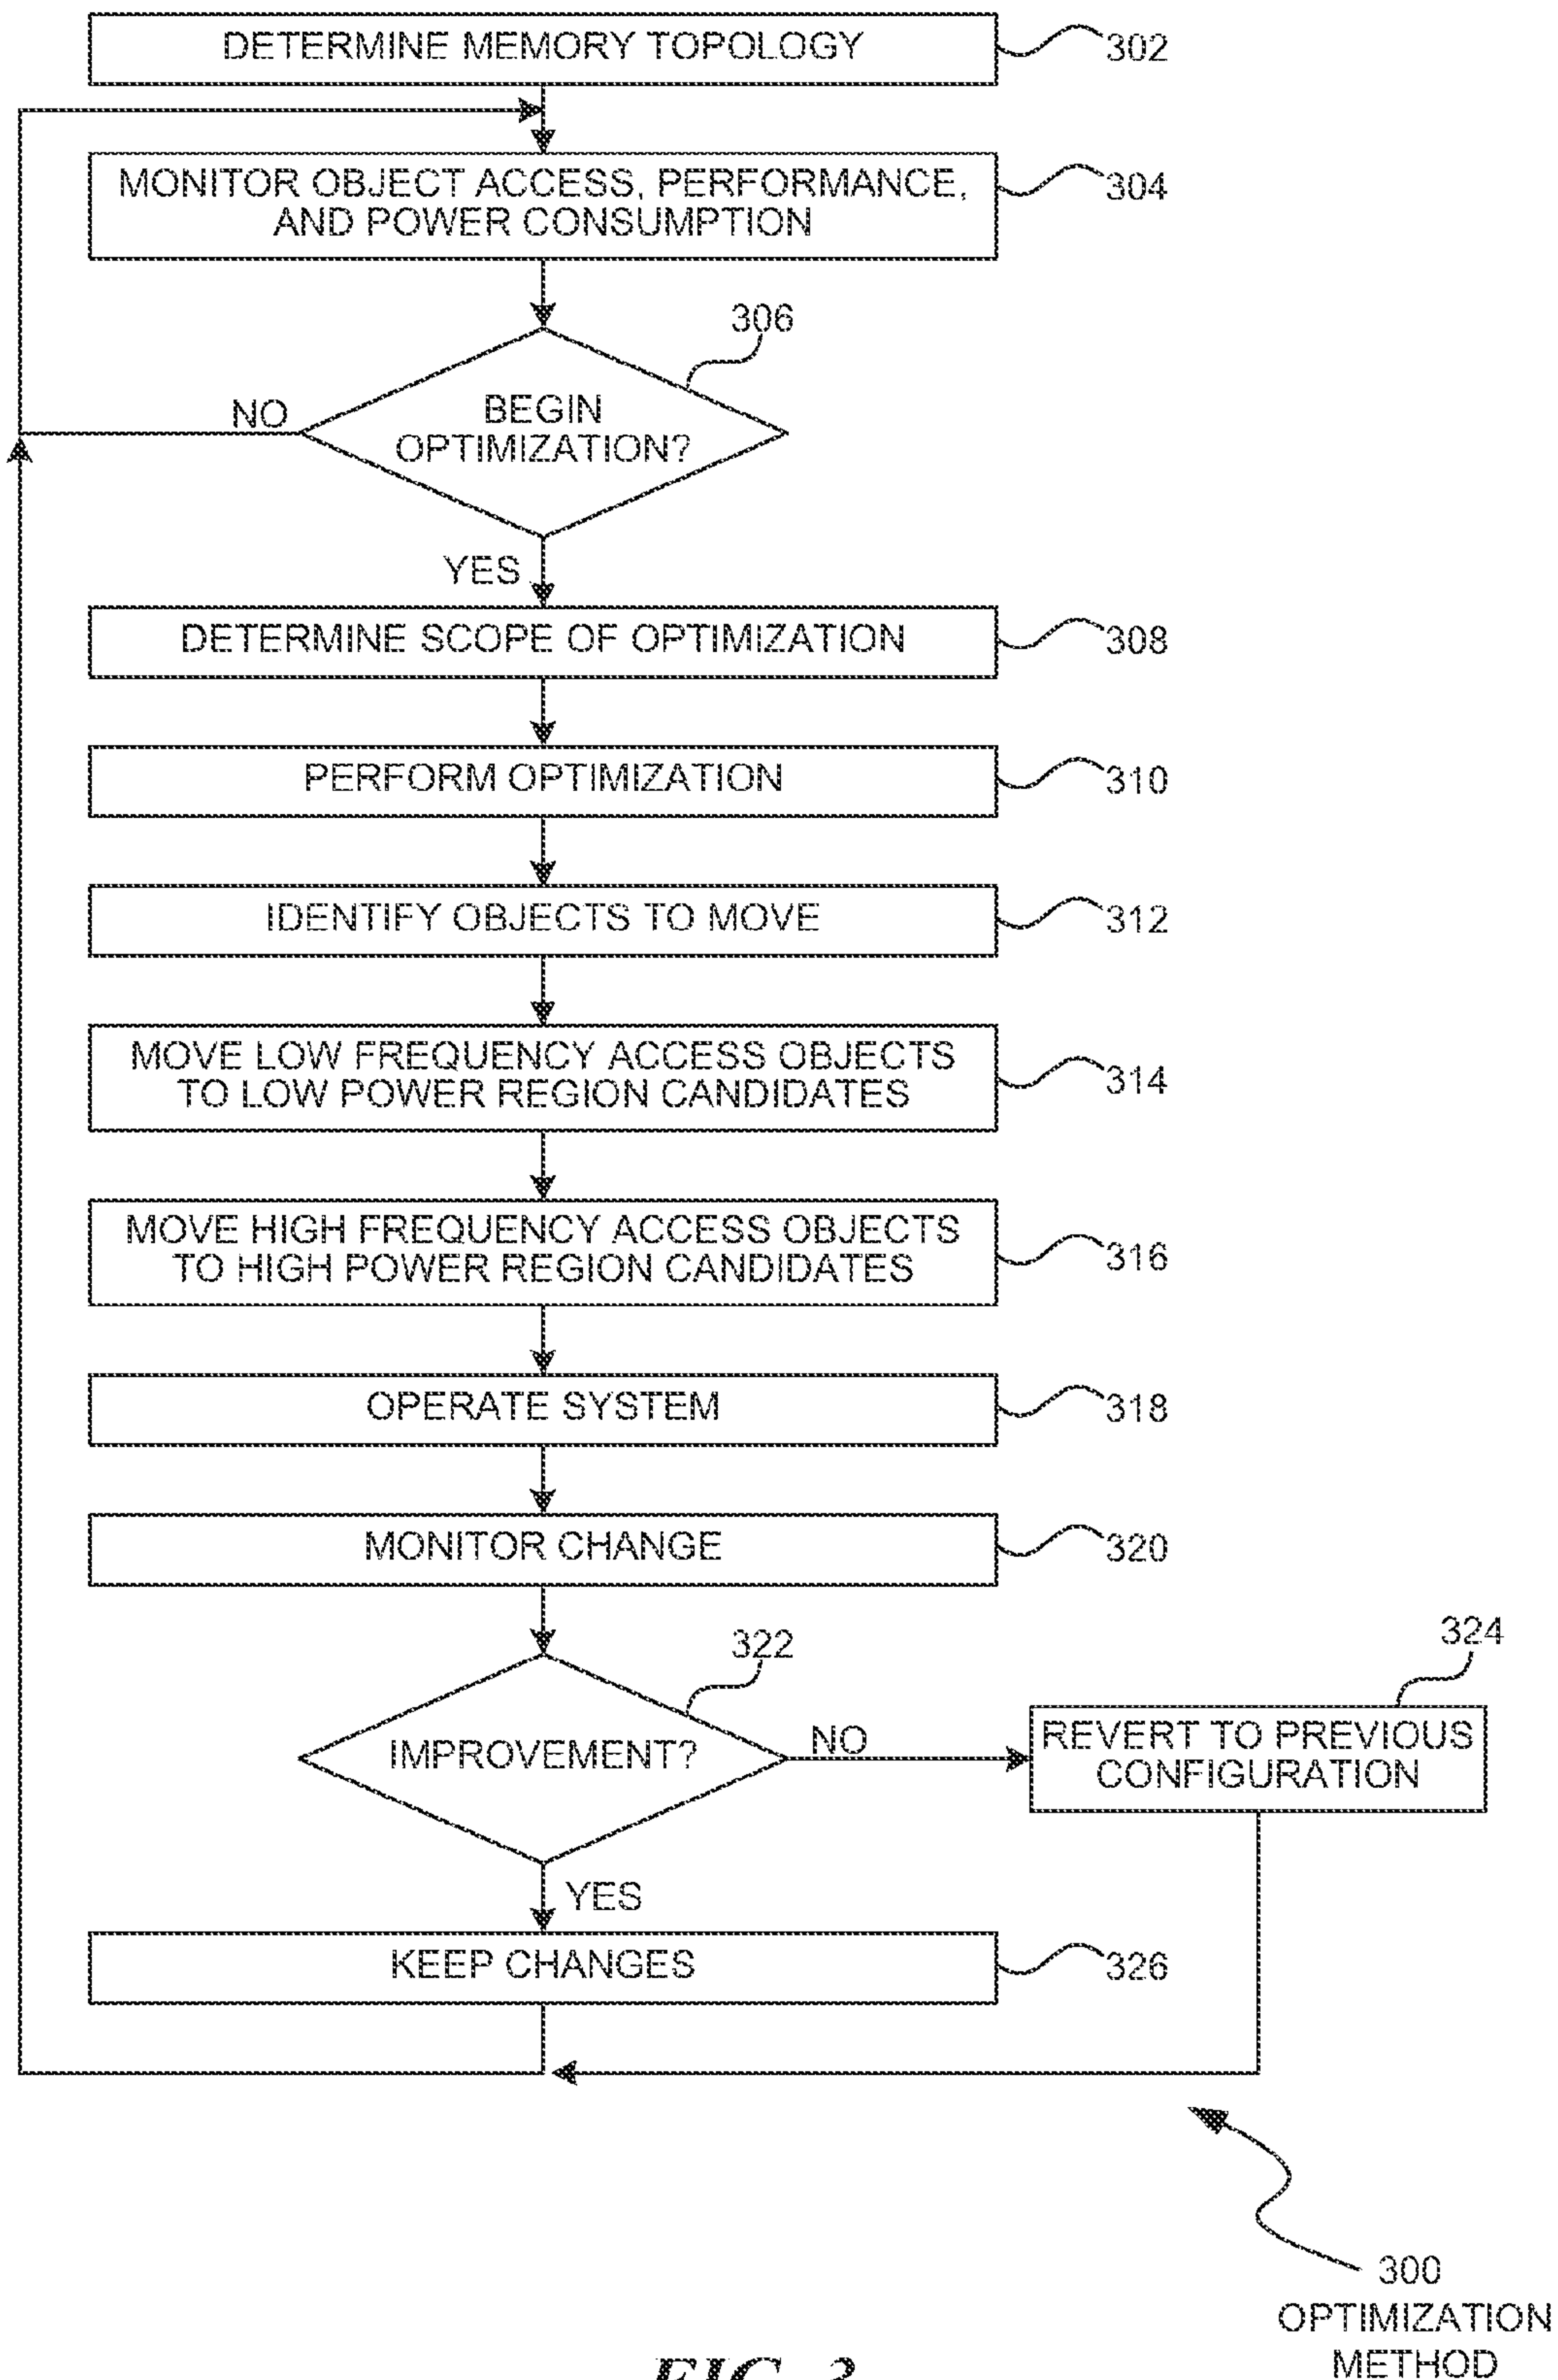 DETERMINE MEMORY TOPOLOGY
302
MONITOR OBJECT ACCESS, PERFORMANCE,
AND POWER CONSUMPTION
304
306
BEGIN
OPTIMIZATION?
NO
YES
DETERMINE SCOPE OF OPTIMIZATION
308
PERFORM OPTIMIZATION
310
IDENTIFY OBJECTS TO MOVE
312
MOVE LOW FREQUENCY ACCESS OBJECTS
TO LOW POWER REGION CANDIDATES
314
MOVE HIGH FREQUENCY ACCESS OBJECTS
TO HIGH POWER REGION CANDIDATES
316
OPERATE SYSTEM
318
MONITOR CHANGE
320
322
IMPROVEMENT?
NO
324
REVERT TO PREVIOUS
CONFIGURATION
YES
KEEP CHANGES
326
300
OPTIMIZATION
METHOD
FIG. 3